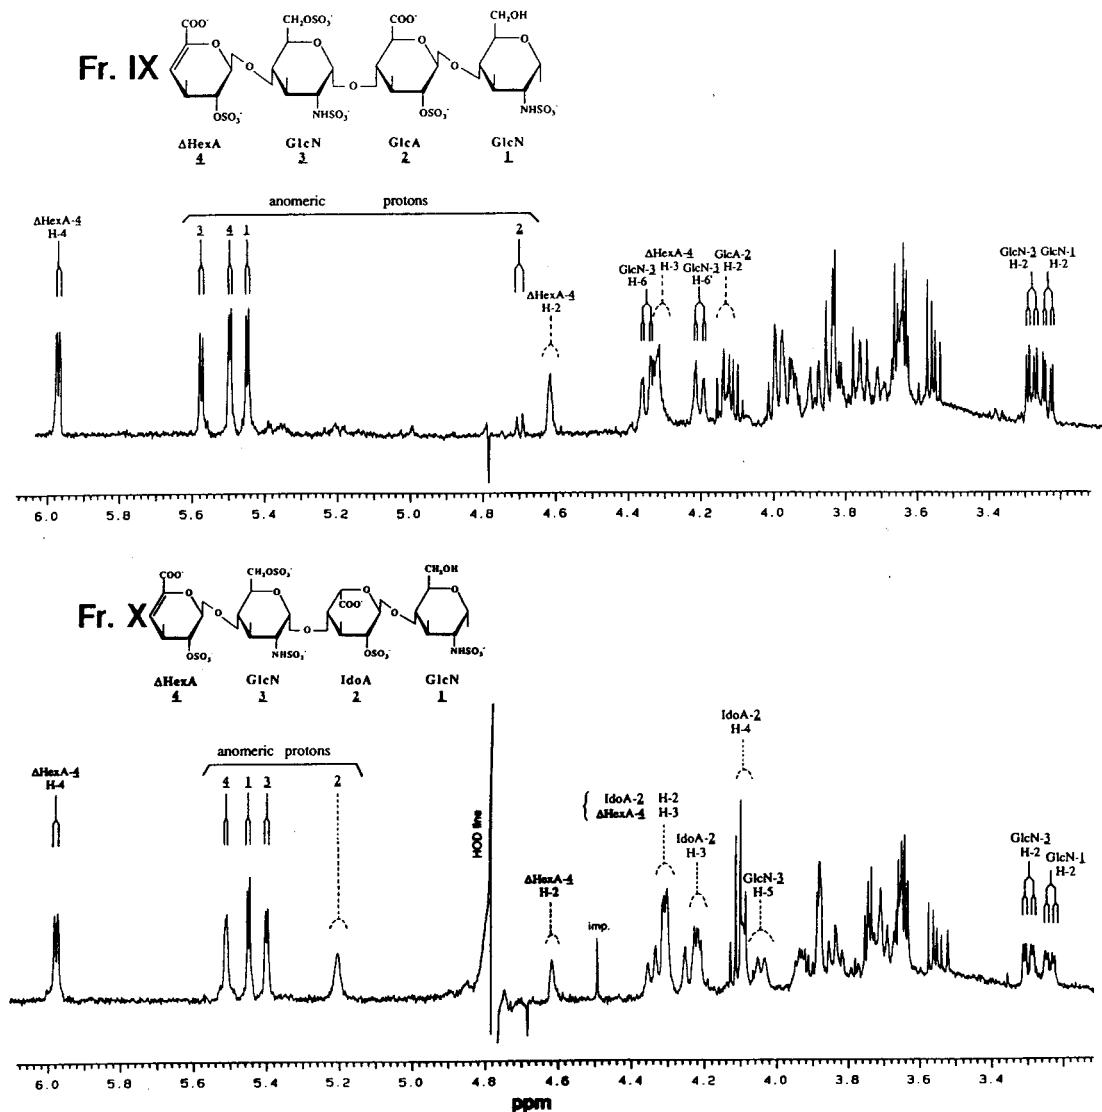 Fr. IX
COO⁻
CH₂OSO₃⁻
COO⁻
CH₂OH
O
O
O
O
O
O
O
OSO₃⁻
NHSO₃⁻
OSO₃⁻
NHSO₃⁻
ΔHexA
GlcN
GlcA
GlcN
4
3
2
1
anomeric protons
ΔHexA-4
H-4
3
4
1
2
ΔHexA-4
H-2
GlcN-3
H-6
ΔHexA-4
H-3
GlcN-3
H-6'
GlcA-2
H-2
GlcN-3
H-2
GlcN-1
H-2
6.0 5.8 5.6 5.4 5.2 5.0 4.8 4.6 4.4 4.2 4.0 3.8 3.6 3.4
Fr. X
COO⁻
CH₂OSO₃⁻
CH₂OH
COO⁻
O
O
O
O
O
O
O
OSO₃⁻
NHSO₃⁻
OSO₃⁻
NHSO₃⁻
ΔHexA
GlcN
IdoA
GlcN
4
3
2
1
anomeric protons
ΔHexA-4
H-4
4
1
3
2
HOD line
ΔHexA-4
H-2
imp.
IdoA-2 H-2
ΔHexA-4 H-3
IdoA-2
H-3
IdoA-2
H-4
GlcN-3
H-5
GlcN-3
H-2
GlcN-1
H-2
6.0 5.8 5.6 5.4 5.2 5.0 4.8 4.6 4.4 4.2 4.0 3.8 3.6 3.4
ppm